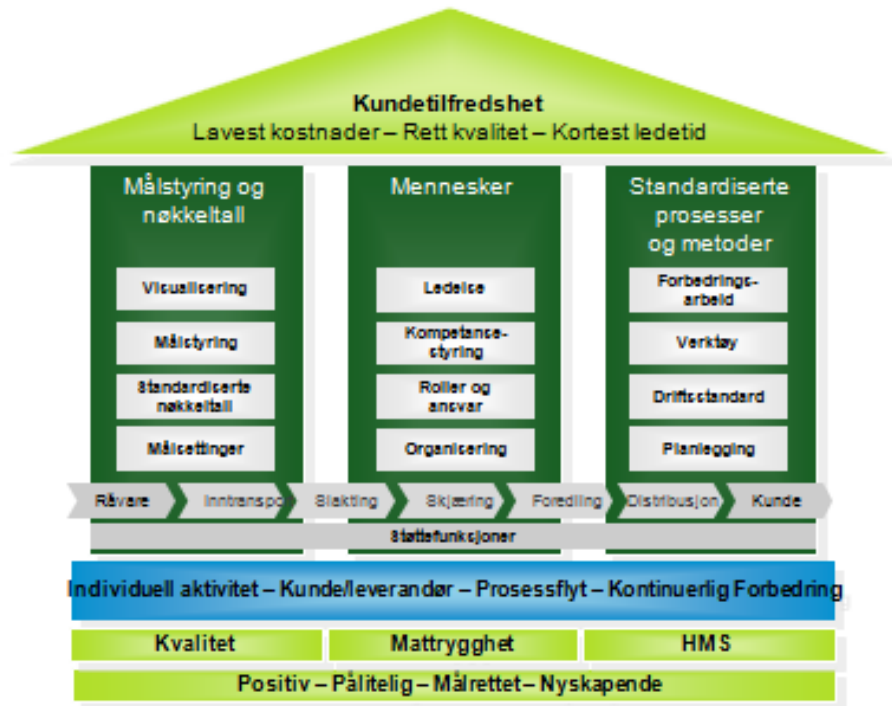 Kundetilfredshet
Lavest kostnader – Rett kvalitet – Kortest ledetid
Målstyring og
nøkkeltall
Visualisering
Målstyring
Standardiserte
nøkkeltall
Målsettinger
Mennesker
Ledelse
Kompetanse-
styring
Roller og
ansvar
Organisering
Standardiserte
prosesser
og metoder
Forbedrings-
arbeid
Verktøy
Driftsstandard
Planlegging
Råvare
Inntranspo
Slakting
Skjæring
Foredling
Distribusjon
Kunde
Støttefunksjoner
Individuell aktivitet – Kunde/leverandør – Prosessflyt – Kontinuerlig Forbedring
Kvalitet
Mattrygghet
HMS
Positiv – Pålitelig – Målrettet – Nyskapende